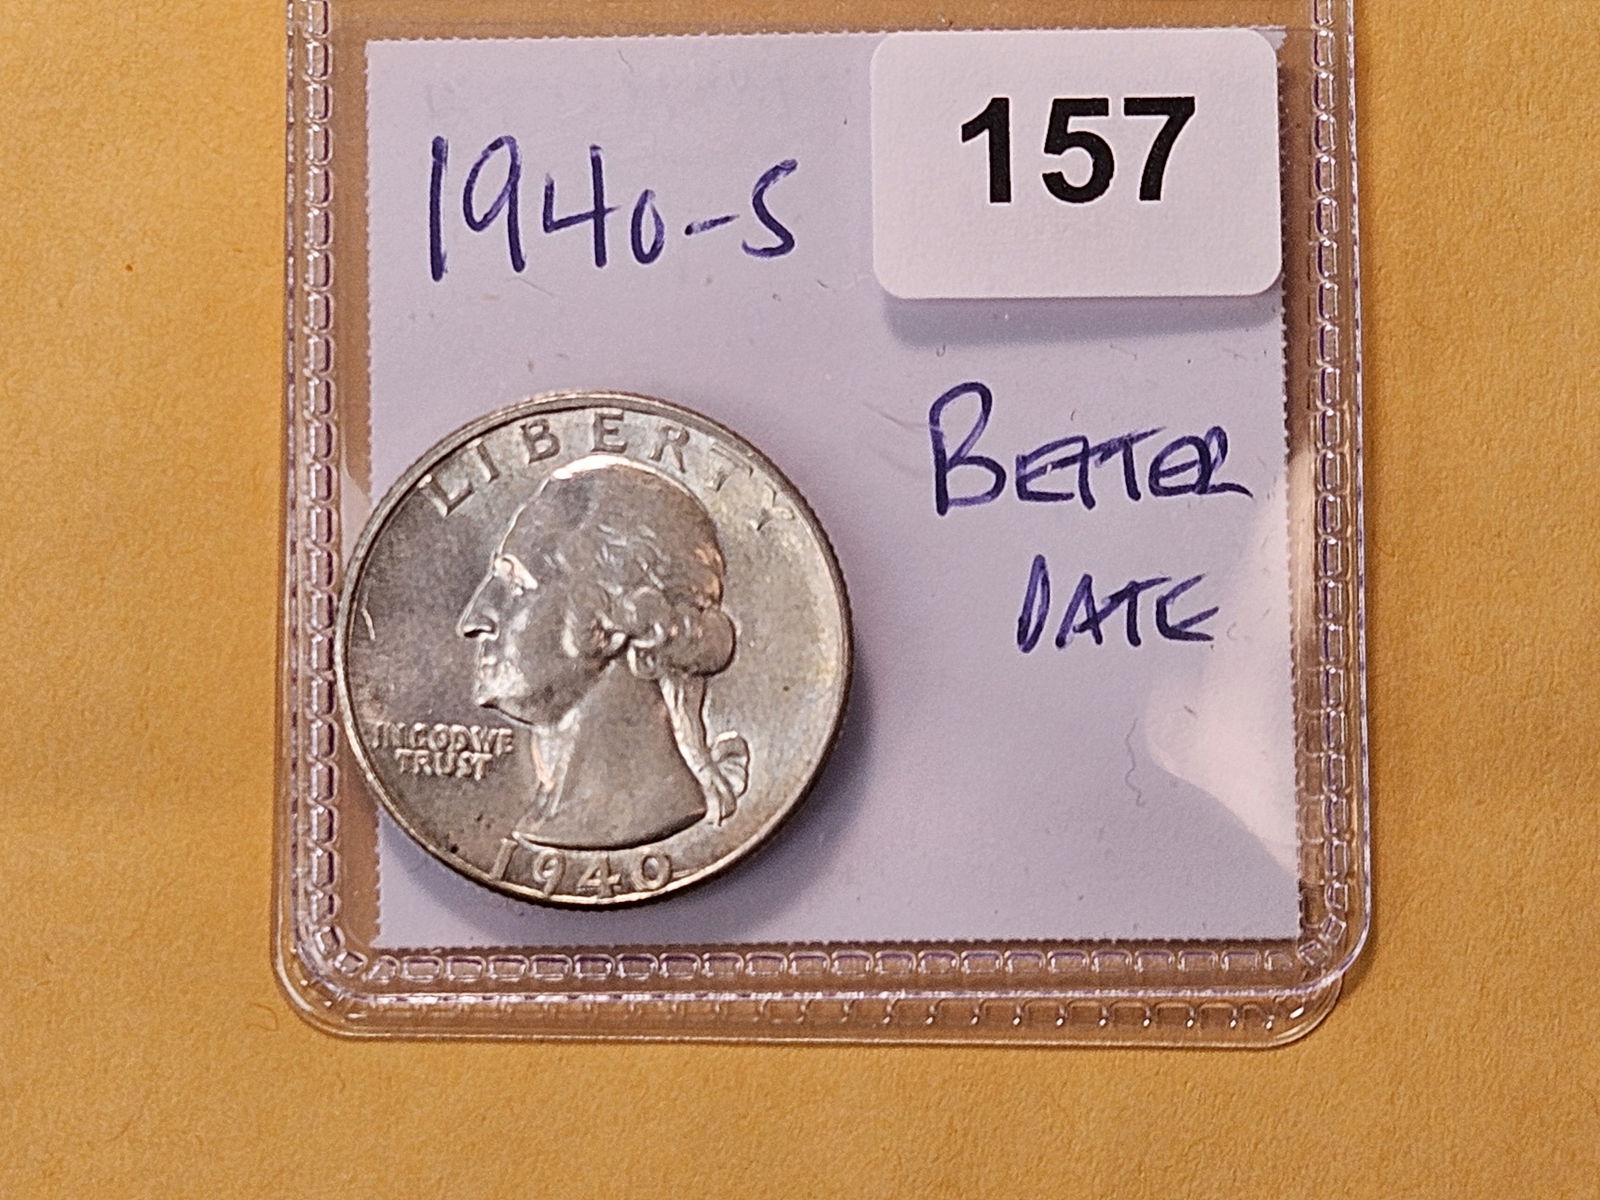 1940-S
157
BETTER
DATE
LIBERTY
IN GOD WE
TRUST
1940